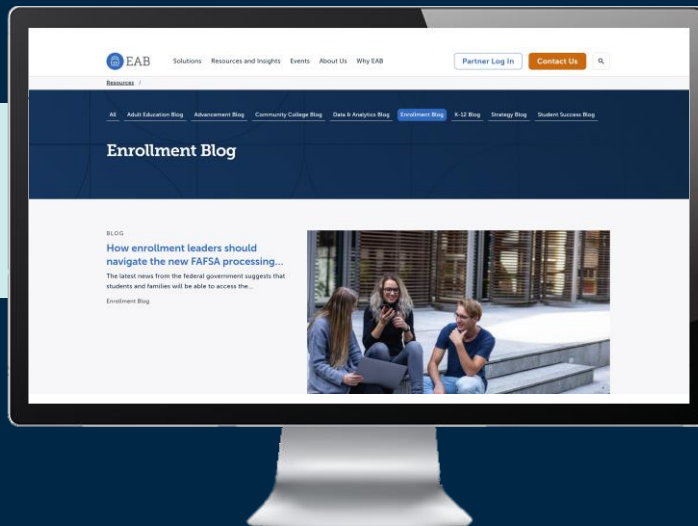 EAB
Solutions Resources and Insights Events About Us Why EAB
Partner Log In
Contact Us
Resources /
All Adult Education Blog Advancement Blog Community College Blog Data & Analytics Blog Enrollment Blog K-12 Blog Strategy Blog Student Success Blog
Enrollment Blog
BLOG
How enrollment leaders should
navigate the new FAFSA processing...
The latest news from the federal government suggests that
students and families will be able to access the...
Enrollment Blog